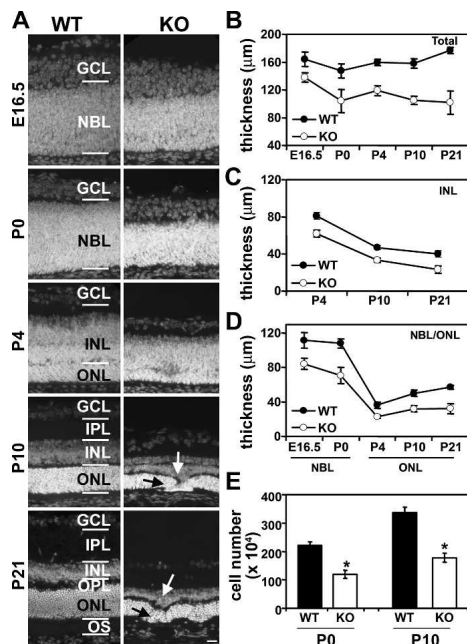 A
WT KO
E16.5
GCL
NBL
P0
GCL
NBL
P4
GCL
INL
ONL
P10
GCL
IPL
INL
ONL
P21
GCL
IPL
INL
OPL
ONL
OS
B
Total
thickness (μm)
200
160
120
80
40
0
WT
KO
E16.5 P0 P4 P10 P21
C
INL
thickness (μm)
120
80
40
0
WT
KO
P4 P10 P21
D
NBL/ONL
thickness (μm)
120
80
40
0
WT
KO
E16.5 P0 P4 P10 P21
NBL ONL
E
cell number
(x 10⁴)
400
300
200
100
0
* *
WT KO WT KO
P0 P10